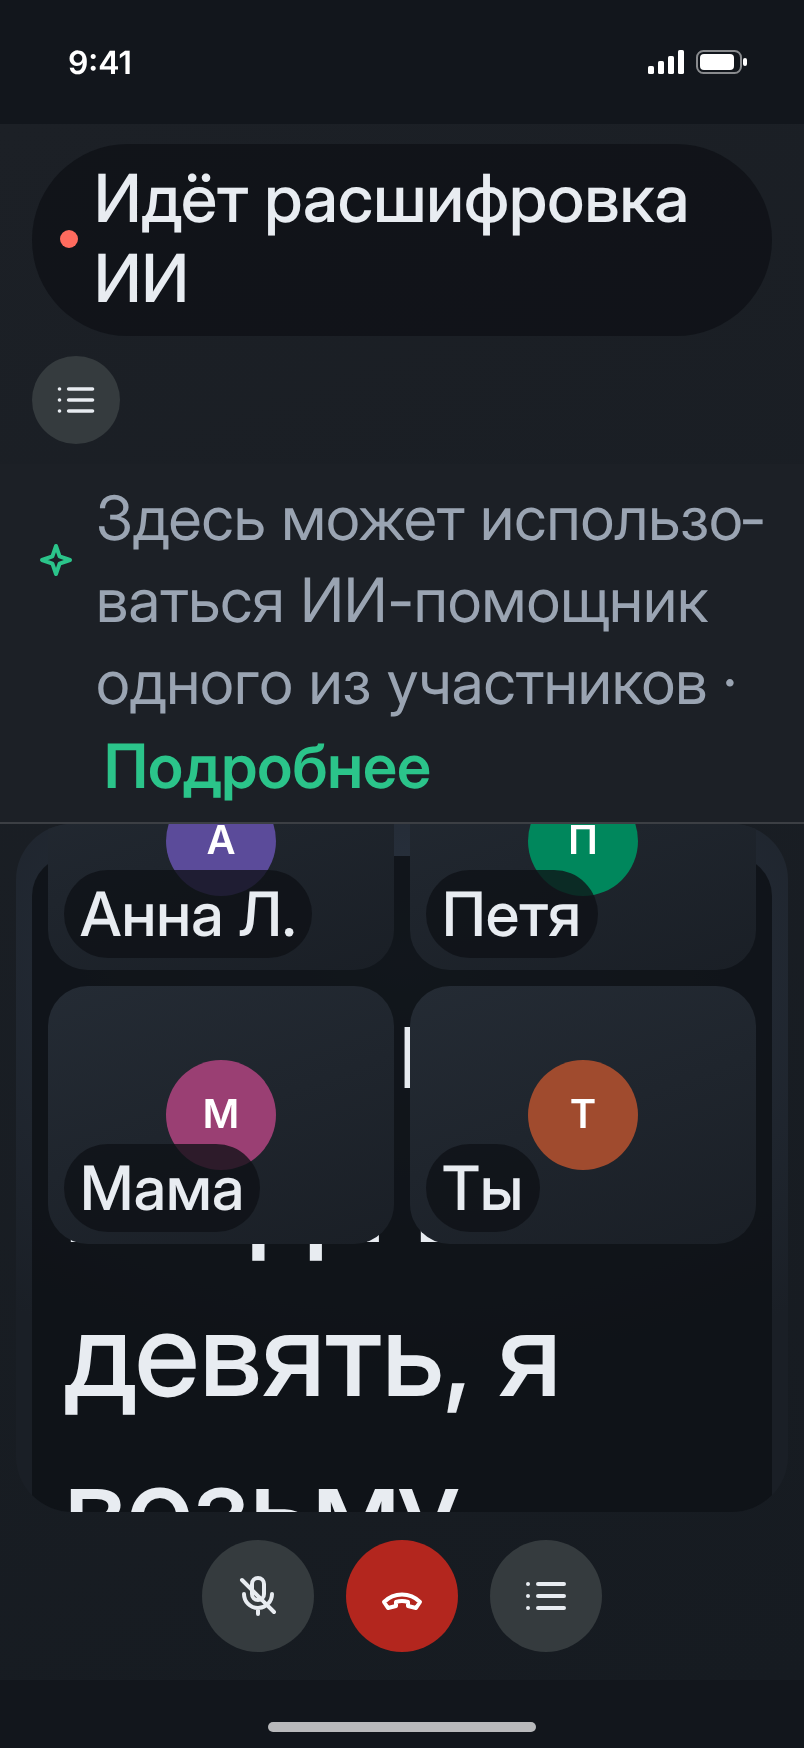 9:41
Идёт расшифровка
ИИ
Здесь может использо-
ваться ИИ-помощник
одного из участников ·
Подробнее
А
П
Анна Л.
Петя
М
Т
Мама
Ты
девять, я
возьму